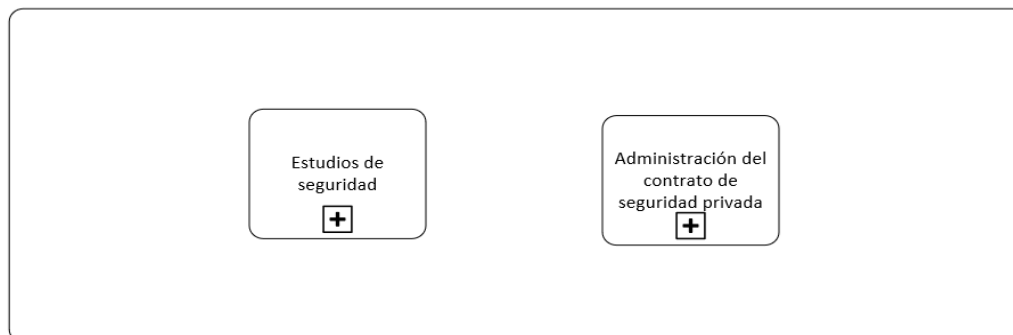 Estudios de
seguridad
Administración del
contrato de
seguridad privada